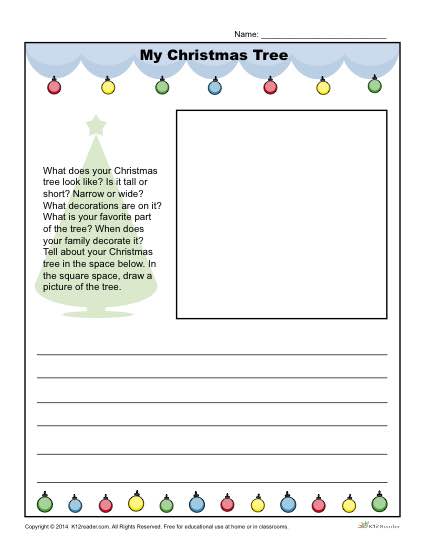 Name: ______________________________
My Christmas Tree
What does your Christmas
tree look like? Is it tall or
short? Narrow or wide?
What decorations are on it?
What is your favorite part
of the tree? When does
your family decorate it?
Tell about your Christmas
tree in the space below. In
the square space, draw a
picture of the tree.
Copyright © 2014 K12reader.com. All Rights Reserved. Free for educational use at home or in classrooms.
K12Reader